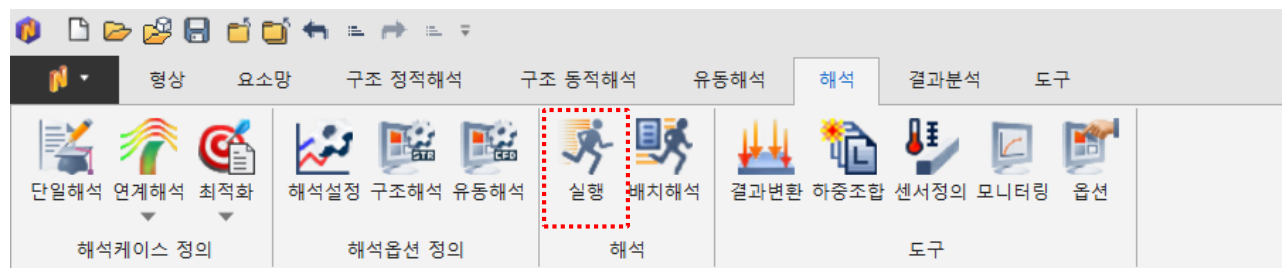 형상 요소망 구조 정적해석 구조 동적해석 유동해석 해석 결과분석 도구
단일해석 연계해석 최적화 해석설정 구조해석 유동해석 실행 배치해석 결과변환 하중조합 센서정의 모니터링 옵션
해석케이스 정의 해석옵션 정의 해석 도구